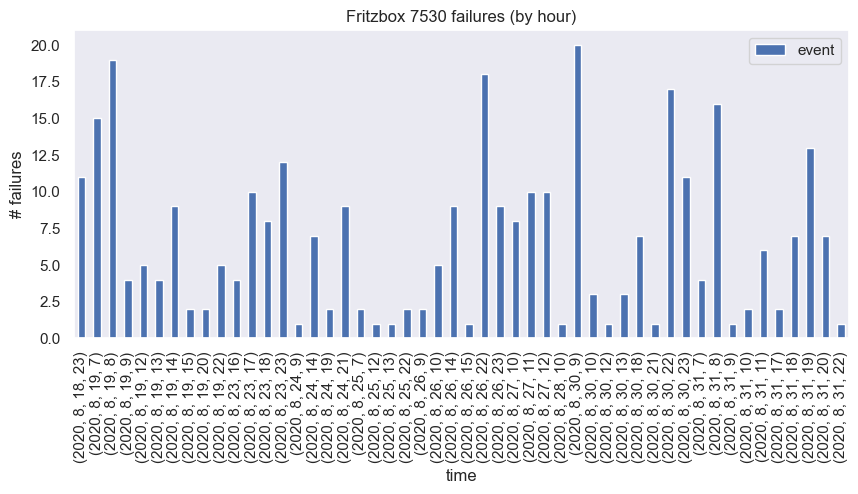 Fritzbox 7530 failures (by hour)
event
# failures
20.0
17.5
15.0
12.5
10.0
7.5
5.0
2.5
0.0
(2020, 8, 18, 23)
(2020, 8, 19, 7)
(2020, 8, 19, 8)
(2020, 8, 19, 9)
(2020, 8, 19, 12)
(2020, 8, 19, 13)
(2020, 8, 19, 14)
(2020, 8, 19, 15)
(2020, 8, 19, 20)
(2020, 8, 19, 22)
(2020, 8, 23, 16)
(2020, 8, 23, 17)
(2020, 8, 23, 18)
(2020, 8, 23, 23)
(2020, 8, 24, 9)
(2020, 8, 24, 14)
(2020, 8, 24, 19)
(2020, 8, 24, 21)
(2020, 8, 25, 7)
(2020, 8, 25, 12)
(2020, 8, 25, 13)
(2020, 8, 25, 22)
(2020, 8, 26, 9)
(2020, 8, 26, 10)
(2020, 8, 26, 14)
(2020, 8, 26, 15)
(2020, 8, 26, 22)
(2020, 8, 26, 23)
(2020, 8, 27, 10)
(2020, 8, 27, 11)
(2020, 8, 27, 12)
(2020, 8, 28, 10)
(2020, 8, 30, 9)
(2020, 8, 30, 10)
(2020, 8, 30, 12)
(2020, 8, 30, 13)
(2020, 8, 30, 18)
(2020, 8, 30, 21)
(2020, 8, 30, 22)
(2020, 8, 30, 23)
(2020, 8, 31, 7)
(2020, 8, 31, 8)
(2020, 8, 31, 9)
(2020, 8, 31, 10)
(2020, 8, 31, 11)
(2020, 8, 31, 17)
(2020, 8, 31, 18)
(2020, 8, 31, 19)
(2020, 8, 31, 20)
(2020, 8, 31, 22)
time